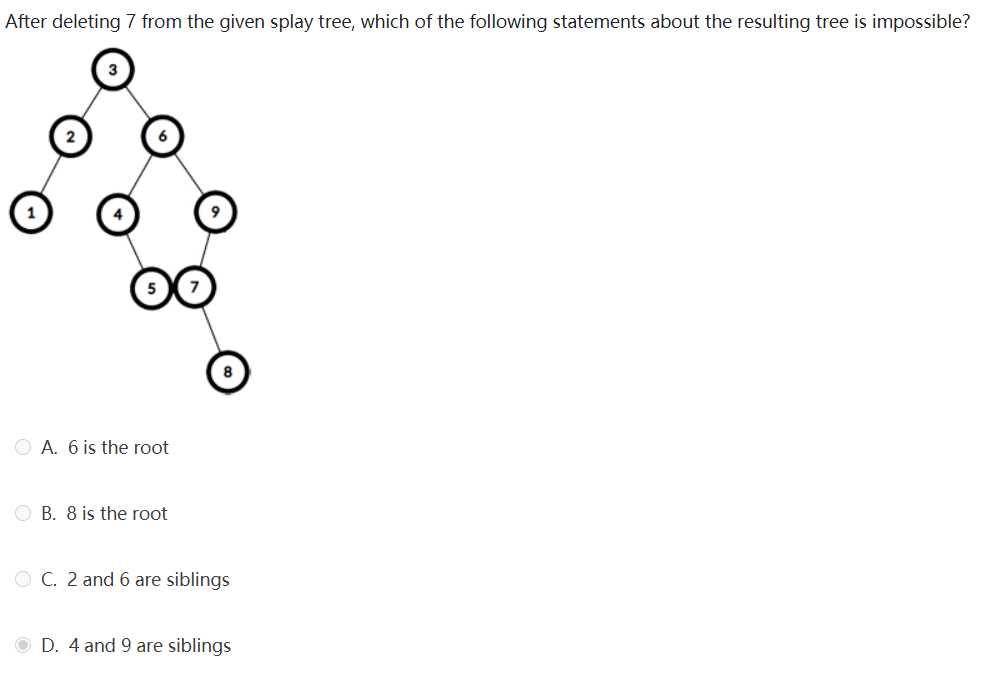 After deleting 7 from the given splay tree, which of the following statements about the resulting tree is impossible?
3
2 6
1 4 9
5 7
8
A. 6 is the root
B. 8 is the root
C. 2 and 6 are siblings
D. 4 and 9 are siblings